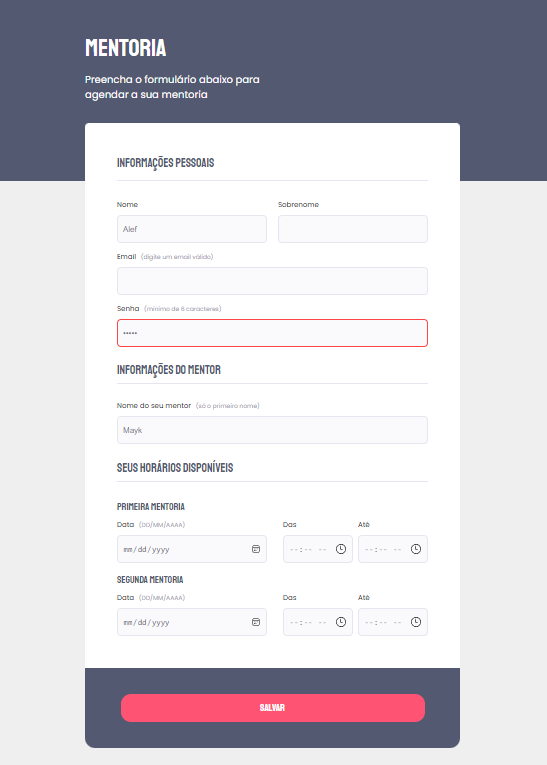 MENTORIA
Preencha o formulário abaixo para
agendar a sua mentoria
INFORMAÇÕES PESSOAIS
Nome
Sobrenome
Alef
Email (digite um email válido)
Senha (mínimo de 6 caracteres)
•••••
INFORMAÇÕES DO MENTOR
Nome do seu mentor (só o primeiro nome)
Mayk
SEUS HORÁRIOS DISPONÍVEIS
PRIMEIRA MENTORIA
Data (DD/MM/AAAA) Das Até
mm/dd/yyyy --:-- -- --:-- --
SEGUNDA MENTORIA
Data (DD/MM/AAAA) Das Até
mm/dd/yyyy --:-- -- --:-- --
SALVAR